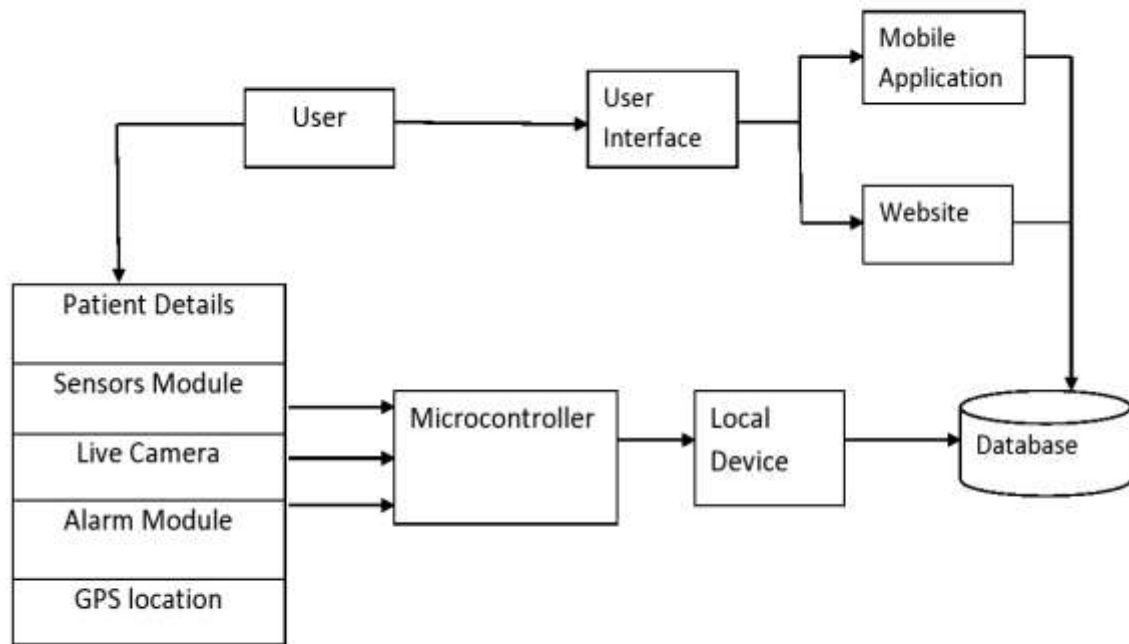 Mobile
Application
User
User
Interface
Website
Patient Details
Sensors Module
Live Camera
Alarm Module
GPS location
Microcontroller
Local
Device
Database